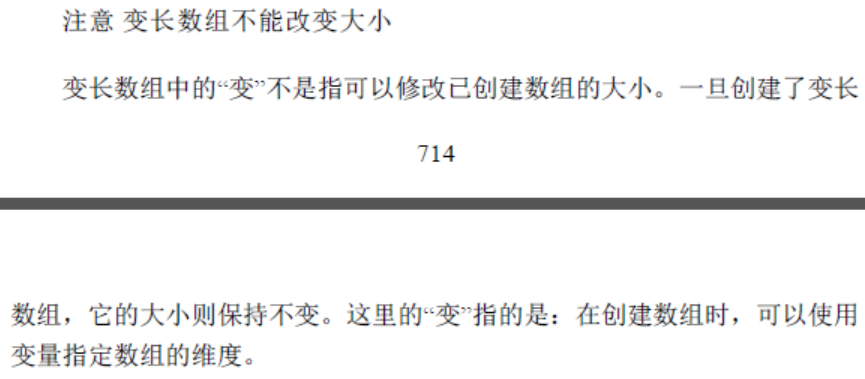 注意 变长数组不能改变大小
变长数组中的“变”不是指可以修改已创建数组的大小。一旦创建了变长
714
数组，它的大小则保持不变。这里的“变”指的是：在创建数组时，可以使用
变量指定数组的维度。